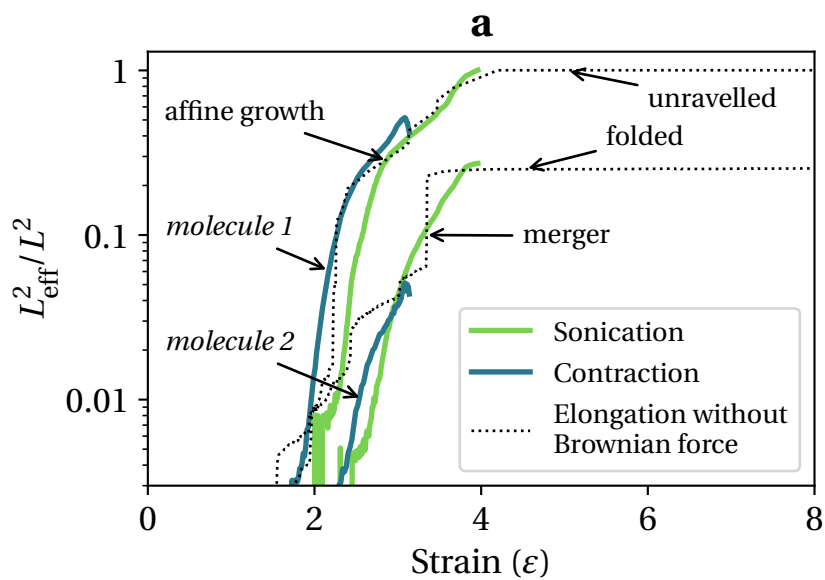 a
1
0.1
0.01
L²eff/L²
affine growth
unravelled
folded
molecule 1
merger
molecule 2
Sonication
Contraction
Elongation without
Brownian force
0
2
4
6
8
Strain (ε)